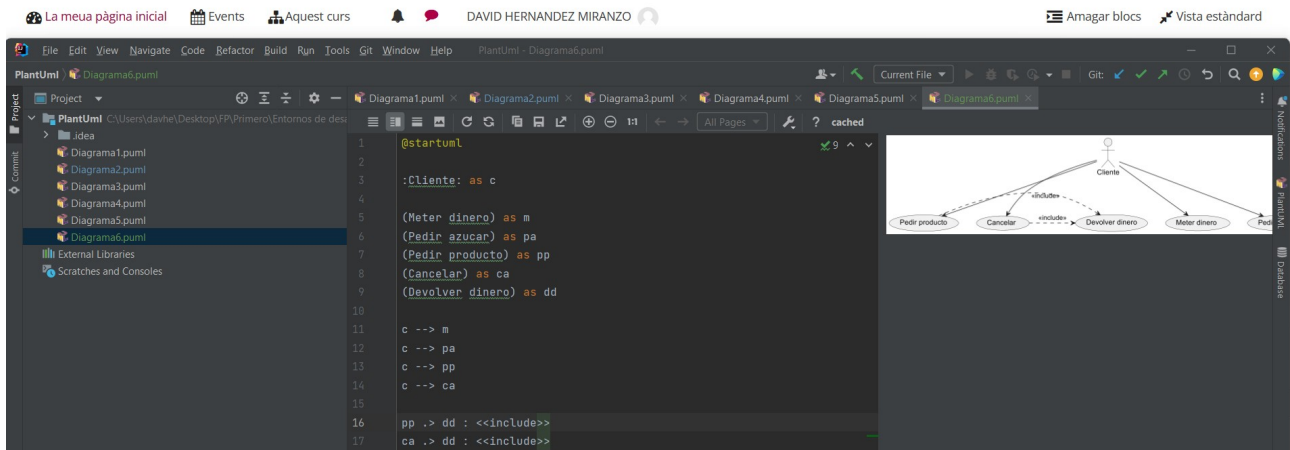 La meua pàgina inicial Events Aquest curs DAVID HERNANDEZ MIRANZO Amagar blocs Vista estàndard
File Edit View Navigate Code Refactor Build Run Tools Git Window Help PlantUml - Diagrama6.puml
PlantUml Diagrama6.puml Current File Git:
Project Diagrama1.puml Diagrama2.puml Diagrama3.puml Diagrama4.puml Diagrama5.puml Diagrama6.puml
Project
Commit
PlantUml C:\Users\davhe\Desktop\FP\Primero\Entornos de desa
.idea
Diagrama1.puml
Diagrama2.puml
Diagrama3.puml
Diagrama4.puml
Diagrama5.puml
Diagrama6.puml
External Libraries
Scratches and Consoles
1:1 All Pages ? cached
9
1 @startuml
2
3 :Cliente: as c
4
5 (Meter dinero) as m
6 (Pedir azucar) as pa
7 (Pedir producto) as pp
8 (Cancelar) as ca
9 (Devolver dinero) as dd
10
11 c --> m
12 c --> pa
13 c --> pp
14 c --> ca
15
16 pp .> dd : <<include>>
17 ca .> dd : <<include>>
Cliente
«include»
«include»
Pedir producto Cancelar Devolver dinero Meter dinero Pedi
Notifications
PlantUML
Database